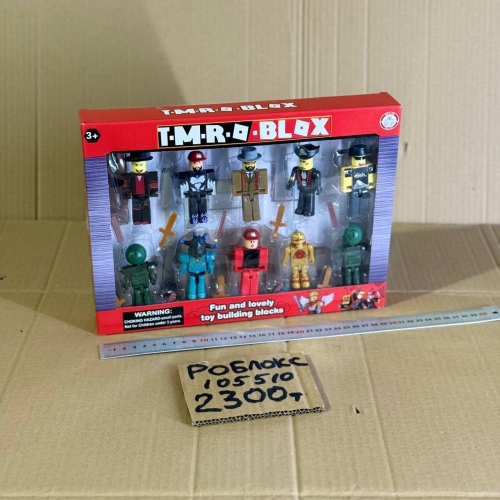 T·M·R·O·BLOX
3+
T·M·R·O·BLOX
Fun and lovely
toy building blocks
WARNING:
CHOKING HAZARD-small parts.
Not for Children under 3 years.
РОБЛОКС
105510
2300т